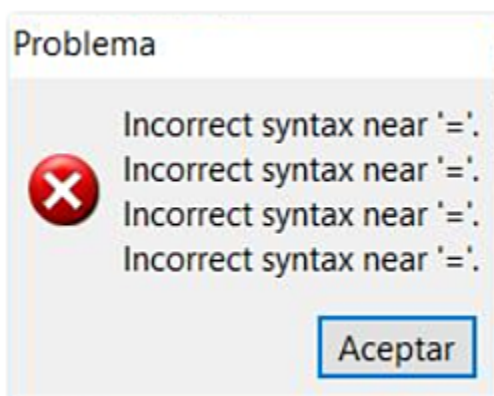 Problema
Incorrect syntax near '='.
Incorrect syntax near '='.
Incorrect syntax near '='.
Incorrect syntax near '='.
Aceptar